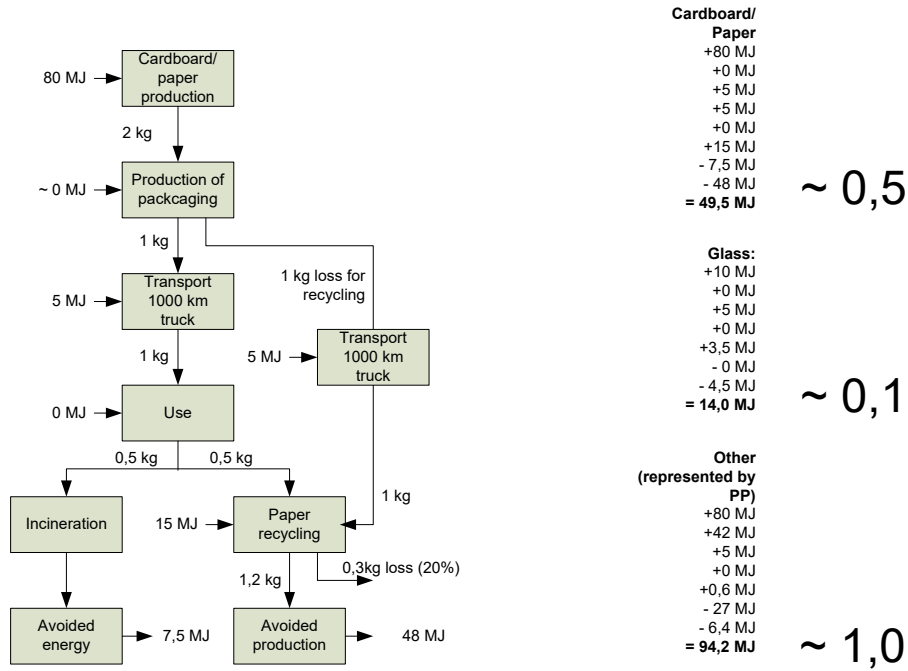 Cardboard/
paper
production
80 MJ
2 kg
Production of
packcaging
~ 0 MJ
1 kg
1 kg loss for
recycling
Transport
1000 km
truck
5 MJ
Transport
1000 km
truck
5 MJ
1 kg
Use
0 MJ
0,5 kg
0,5 kg
1 kg
Incineration
15 MJ
Paper
recycling
0,3kg loss (20%)
1,2 kg
Avoided
energy
7,5 MJ
Avoided
production
48 MJ
Cardboard/
Paper
+80 MJ
+0 MJ
+5 MJ
+5 MJ
+0 MJ
+15 MJ
- 7,5 MJ
- 48 MJ
= 49,5 MJ
~ 0,5
Glass:
+10 MJ
+0 MJ
+5 MJ
+0 MJ
+3,5 MJ
- 0 MJ
- 4,5 MJ
= 14,0 MJ
~ 0,1
Other
(represented by
PP)
+80 MJ
+42 MJ
+5 MJ
+0 MJ
+0,6 MJ
- 27 MJ
- 6,4 MJ
= 94,2 MJ
~ 1,0